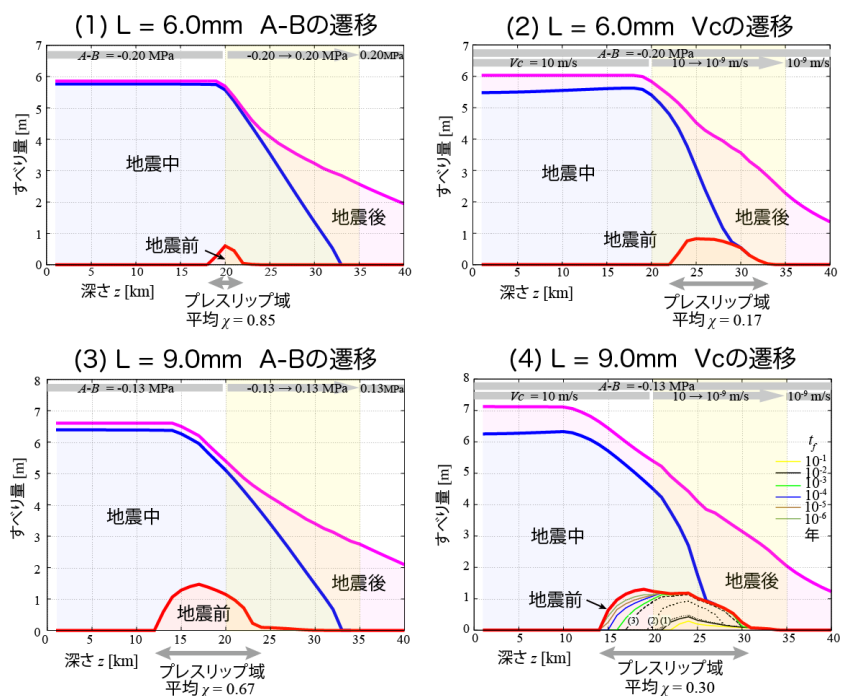 (1) L = 6.0mm A-Bの遷移
A-B = -0.20 MPa
-0.20 → 0.20 MPa
0.20MPa
7
6
5
4
3
2
1
0
すべり量 [m]
地震中
地震前
地震後
0 5 10 15 20 25 30 35 40
深さ z [km]
プレスリップ域
平均 χ = 0.85
(2) L = 6.0mm Vcの遷移
A-B = -0.20 MPa
Vc = 10 m/s
10 → 10⁻⁹ m/s
10⁻⁹ m/s
7
6
5
4
3
2
1
0
すべり量 [m]
地震中
地震前
地震後
0 5 10 15 20 25 30 35 40
深さ z [km]
プレスリップ域
平均 χ = 0.17
(3) L = 9.0mm A-Bの遷移
A-B = -0.13 MPa
-0.13 → 0.13 MPa
0.13MPa
8
7
6
5
4
3
2
1
0
すべり量 [m]
地震中
地震前
地震後
0 5 10 15 20 25 30 35 40
深さ z [km]
プレスリップ域
平均 χ = 0.67
(4) L = 9.0mm Vcの遷移
A-B = -0.13 MPa
Vc = 10 m/s
10 → 10⁻⁹ m/s
10⁻⁹ m/s
8
7
6
5
4
3
2
1
0
すべり量 [m]
t_f
10⁻¹
10⁻²
10⁻³
10⁻⁴
10⁻⁵
10⁻⁶
年
地震中
地震前
地震後
(3) (2) (1)
0 5 10 15 20 25 30 35 40
深さ z [km]
プレスリップ域
平均 χ = 0.30